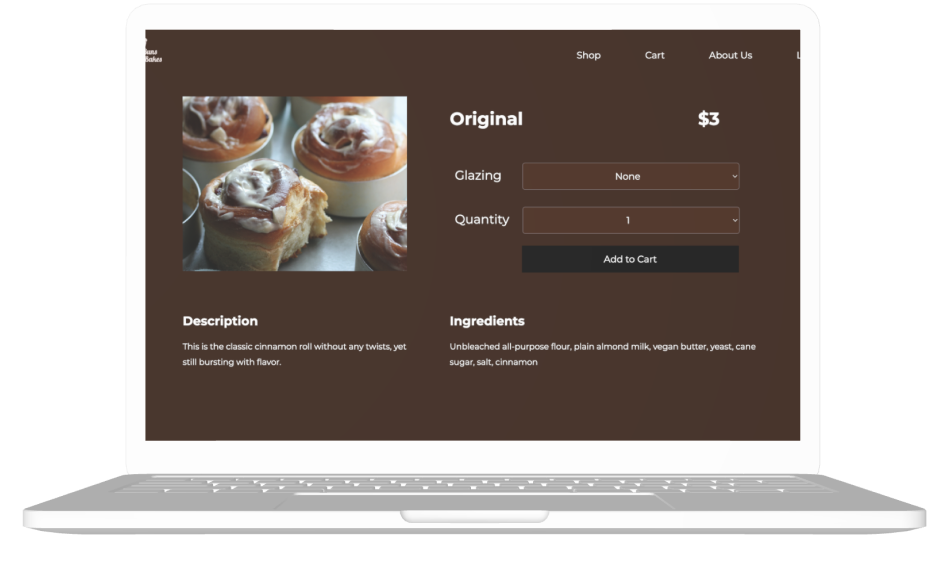 Buns
Bakes
Shop Cart About Us L
Original $3
Glazing None
Quantity 1
Add to Cart
Description
This is the classic cinnamon roll without any twists, yet
still bursting with flavor.
Ingredients
Unbleached all-purpose flour, plain almond milk, vegan butter, yeast, cane
sugar, salt, cinnamon